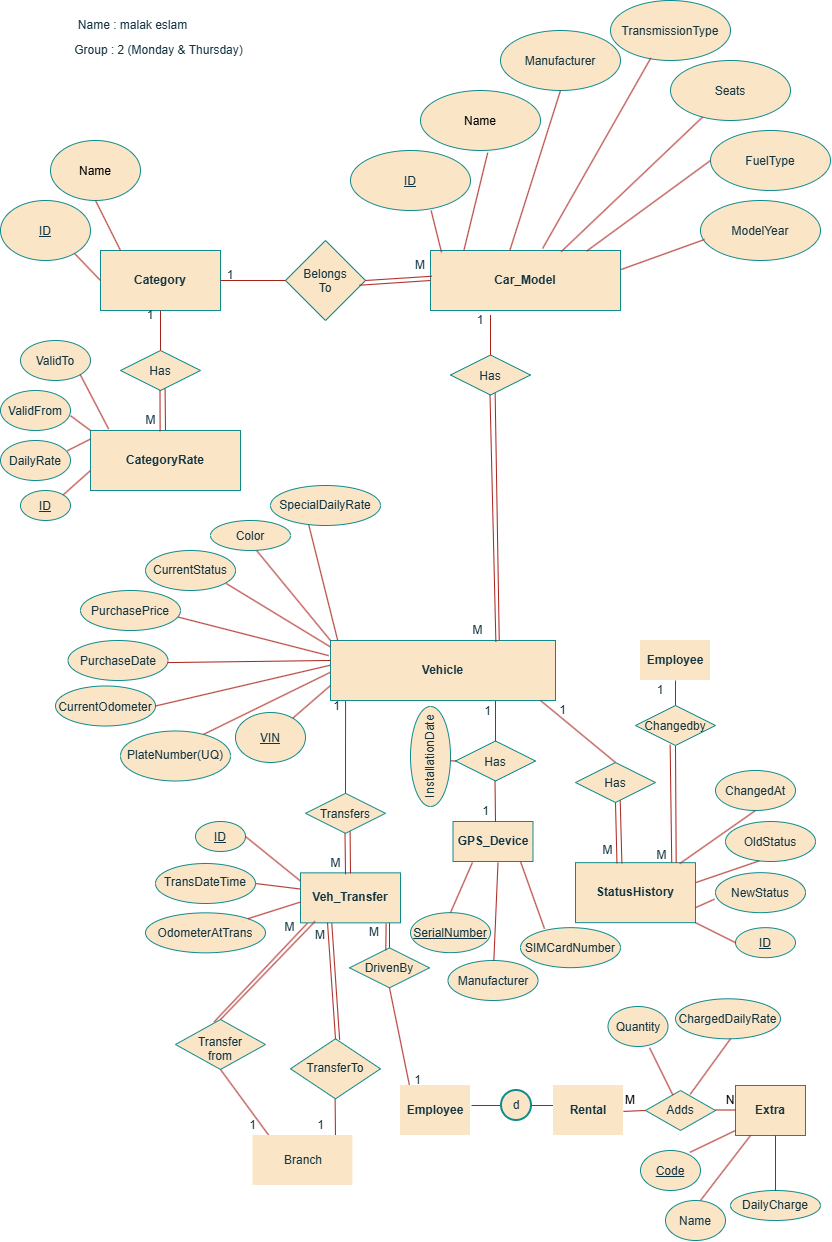 Name : malak eslam
Group : 2 (Monday & Thursday)
TransmissionType
Manufacturer
Seats
Name
FuelType
ID
ModelYear
Name
ID
Category
1
Belongs
To
M
Car_Model
1
1
Has
Has
ValidTo
ValidFrom
M
DailyRate
CategoryRate
ID
SpecialDailyRate
Color
CurrentStatus
PurchasePrice
M
PurchaseDate
Vehicle
Employee
CurrentOdometer
1
1
1
1
PlateNumber(UQ)
VIN
InstallationDate
Has
Changedby
Has
ChangedAt
Transfers
1
ID
GPS_Device
OldStatus
M
M
M
TransDateTime
Veh_Transfer
StatusHistory
NewStatus
OdometerAtTrans
M
M
M
SerialNumber
SIMCardNumber
ID
DrivenBy
Manufacturer
Transfer
from
TransferTo
Quantity
ChargedDailyRate
1
Employee
d
Rental
M
Adds
N
Extra
1
1
Branch
Code
Name
DailyCharge